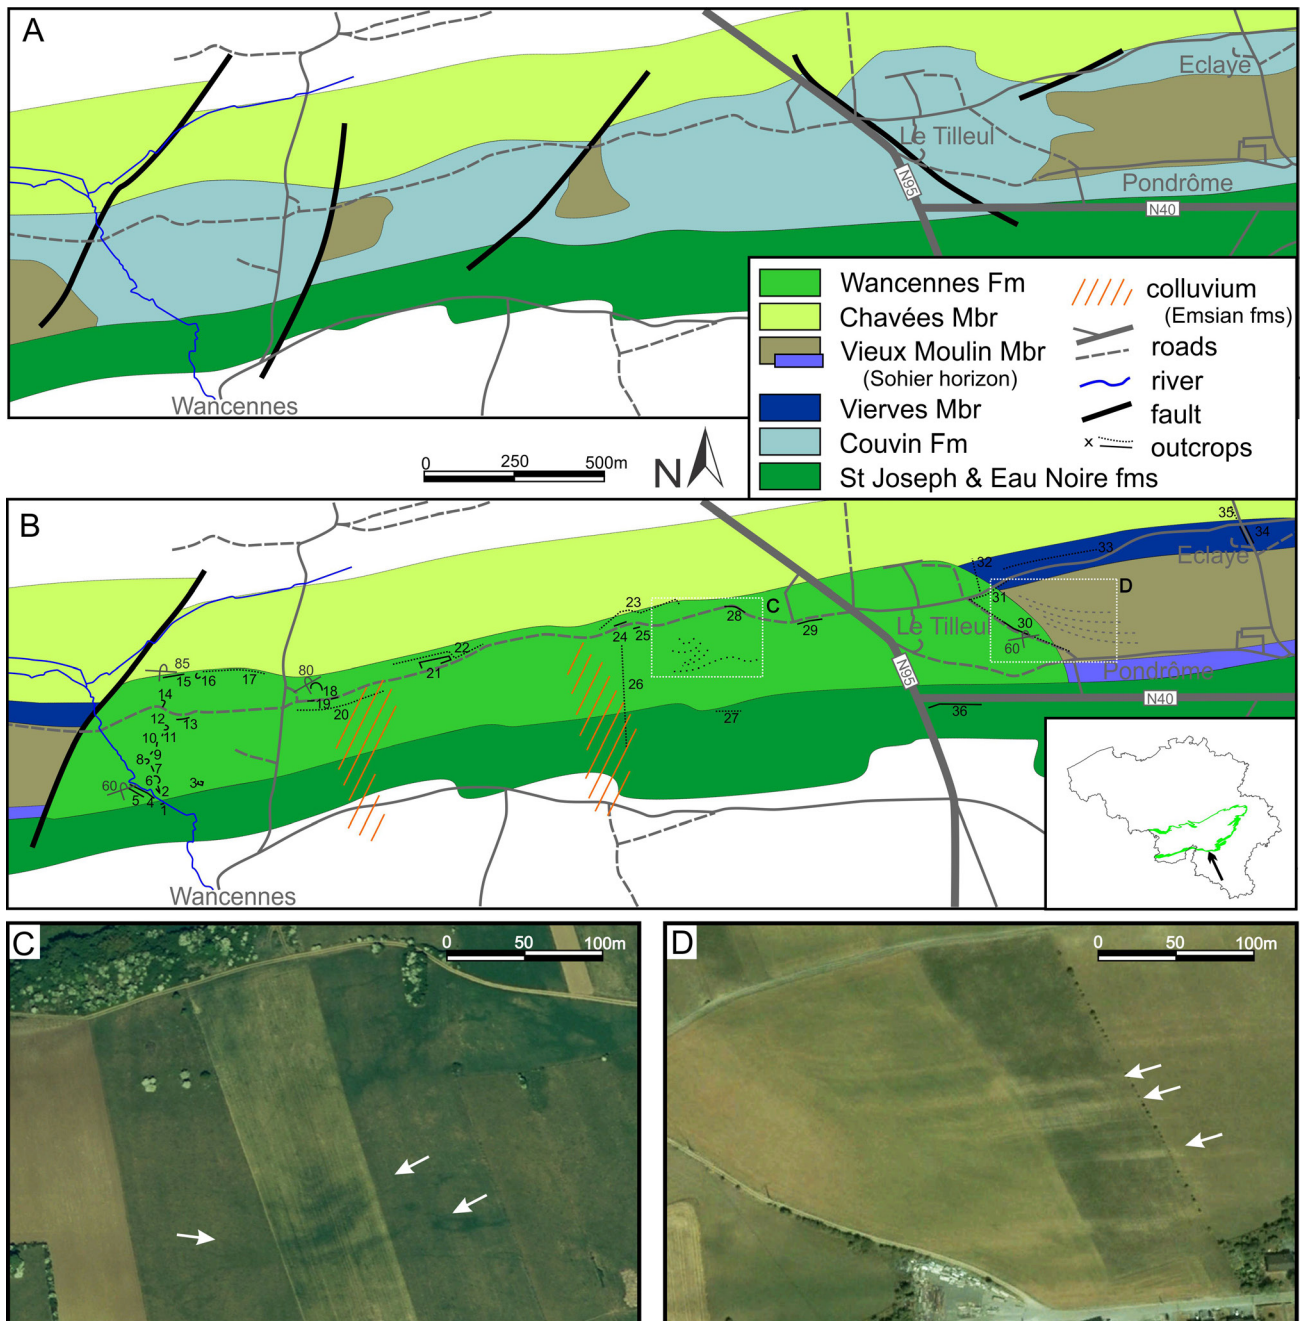 A
Eclaye
Le Tilleul
N95
Pondrôme
N40
Wancennes
Wancennes Fm
Chavées Mbr
Vieux Moulin Mbr
(Sohier horizon)
Vierves Mbr
Couvin Fm
St Joseph & Eau Noire fms
colluvium
(Emsian fms)
roads
river
fault
x outcrops
0 250 500m
N
B
35
34
Eclaye
33
32
D
31
30
60
C
23
28
24
25
29
Le Tilleul
22
21
85
15
16
17
80
18
14
19
20
26
N95
Pondrôme
N40
12
13
11
10
27
36
9
8
7
6
3
60
2
5
4
1
Wancennes
C
0 50 100m
D
0 50 100m